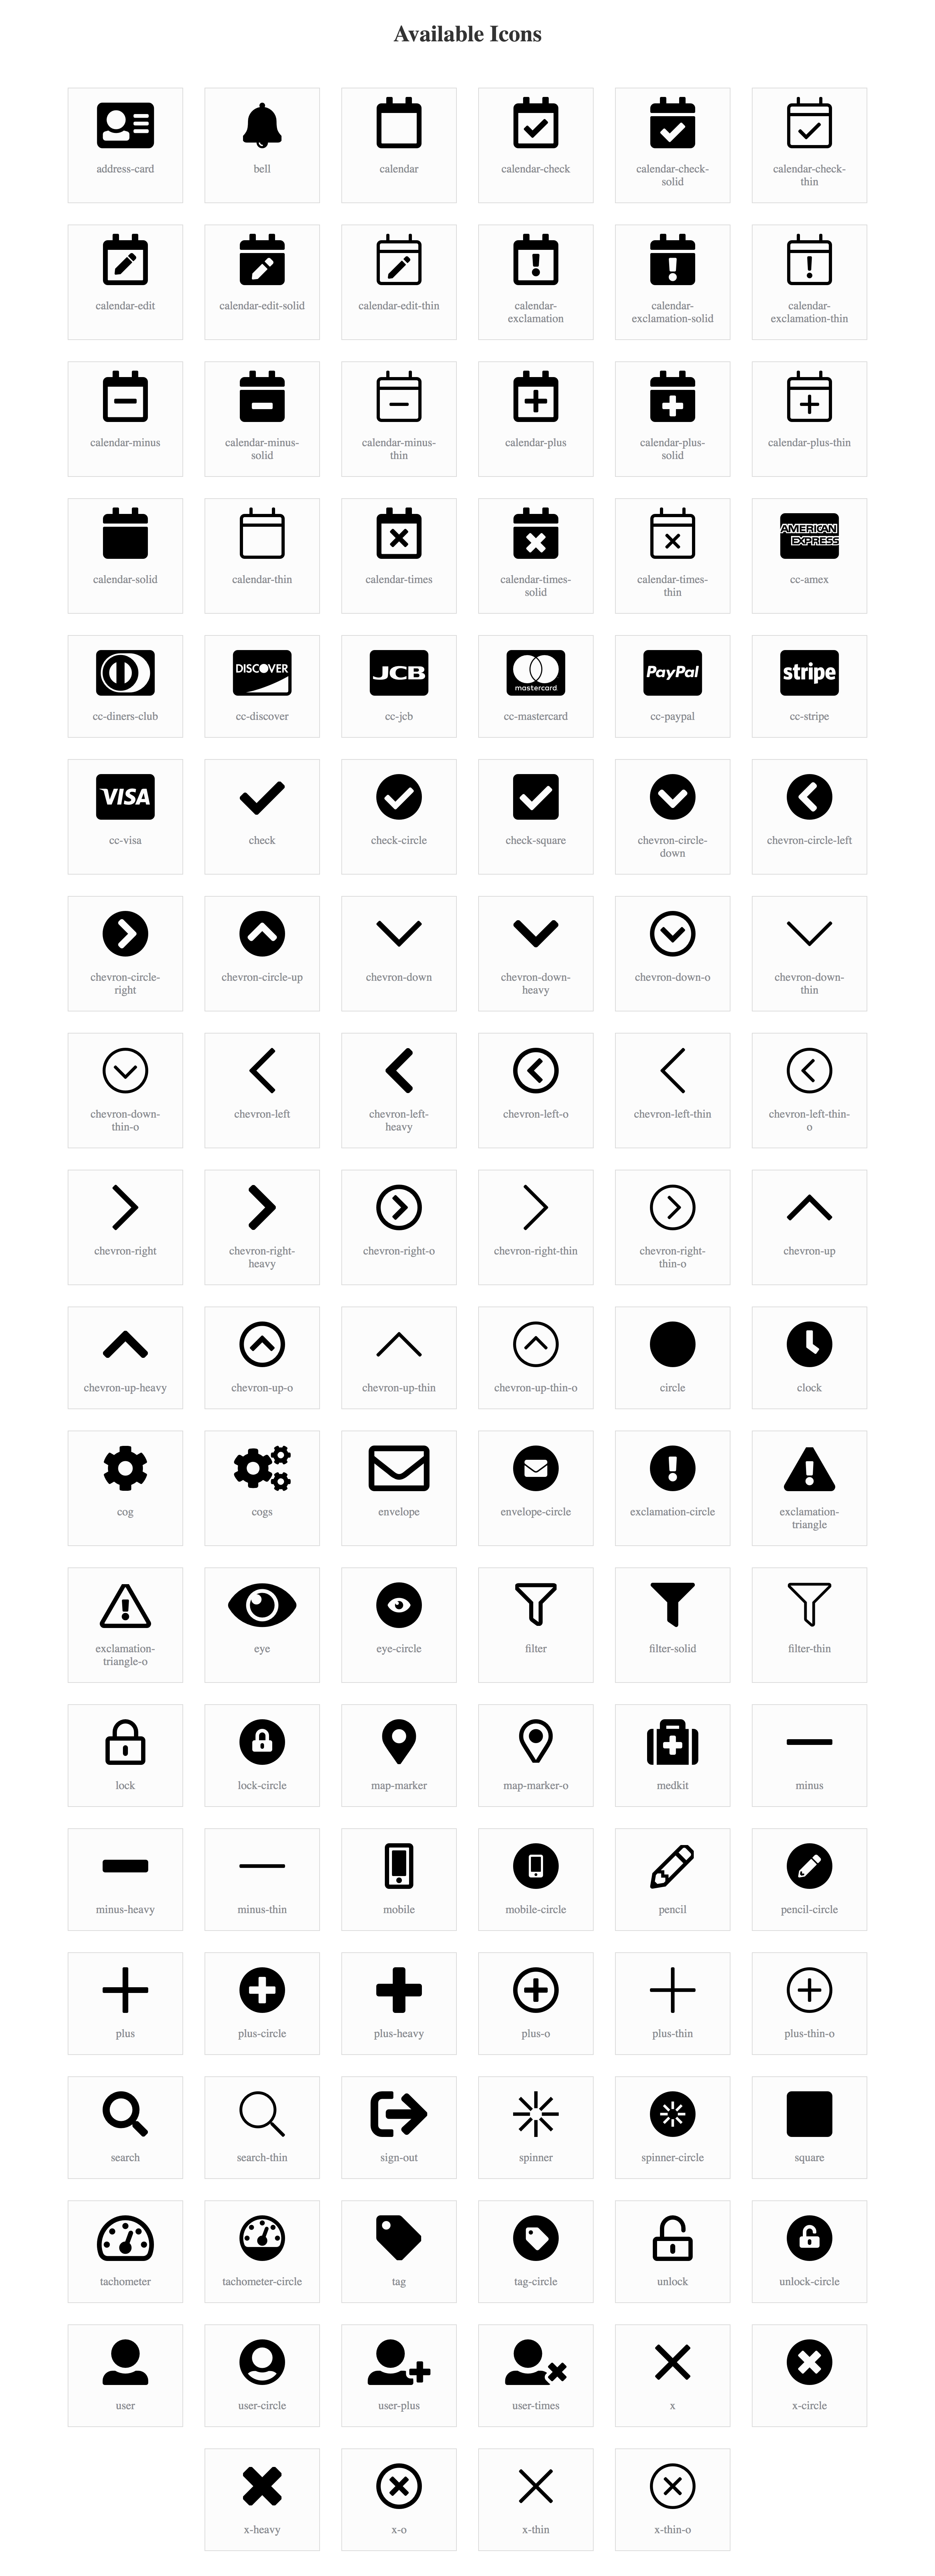 Available Icons
address-card
bell
calendar
calendar-check
calendar-check-
solid
calendar-check-
thin
calendar-edit
calendar-edit-solid
calendar-edit-thin
calendar-
exclamation
calendar-
exclamation-solid
calendar-
exclamation-thin
calendar-minus
calendar-minus-
solid
calendar-minus-
thin
calendar-plus
calendar-plus-
solid
calendar-plus-thin
calendar-solid
calendar-thin
calendar-times
calendar-times-
solid
calendar-times-
thin
AMERICAN
EXPRESS
cc-amex
cc-diners-club
DISCOVER
cc-discover
JCB
cc-jcb
mastercard
cc-mastercard
PayPal
cc-paypal
stripe
cc-stripe
VISA
cc-visa
check
check-circle
check-square
chevron-circle-
down
chevron-circle-left
chevron-circle-
right
chevron-circle-up
chevron-down
chevron-down-
heavy
chevron-down-o
chevron-down-
thin
chevron-down-
thin-o
chevron-left
chevron-left-
heavy
chevron-left-o
chevron-left-thin
chevron-left-thin-
o
chevron-right
chevron-right-
heavy
chevron-right-o
chevron-right-thin
chevron-right-
thin-o
chevron-up
chevron-up-heavy
chevron-up-o
chevron-up-thin
chevron-up-thin-o
circle
clock
cog
cogs
envelope
envelope-circle
exclamation-circle
exclamation-
triangle
exclamation-
triangle-o
eye
eye-circle
filter
filter-solid
filter-thin
lock
lock-circle
map-marker
map-marker-o
medkit
minus
minus-heavy
minus-thin
mobile
mobile-circle
pencil
pencil-circle
plus
plus-circle
plus-heavy
plus-o
plus-thin
plus-thin-o
search
search-thin
sign-out
spinner
spinner-circle
square
tachometer
tachometer-circle
tag
tag-circle
unlock
unlock-circle
user
user-circle
user-plus
user-times
x
x-circle
x-heavy
x-o
x-thin
x-thin-o